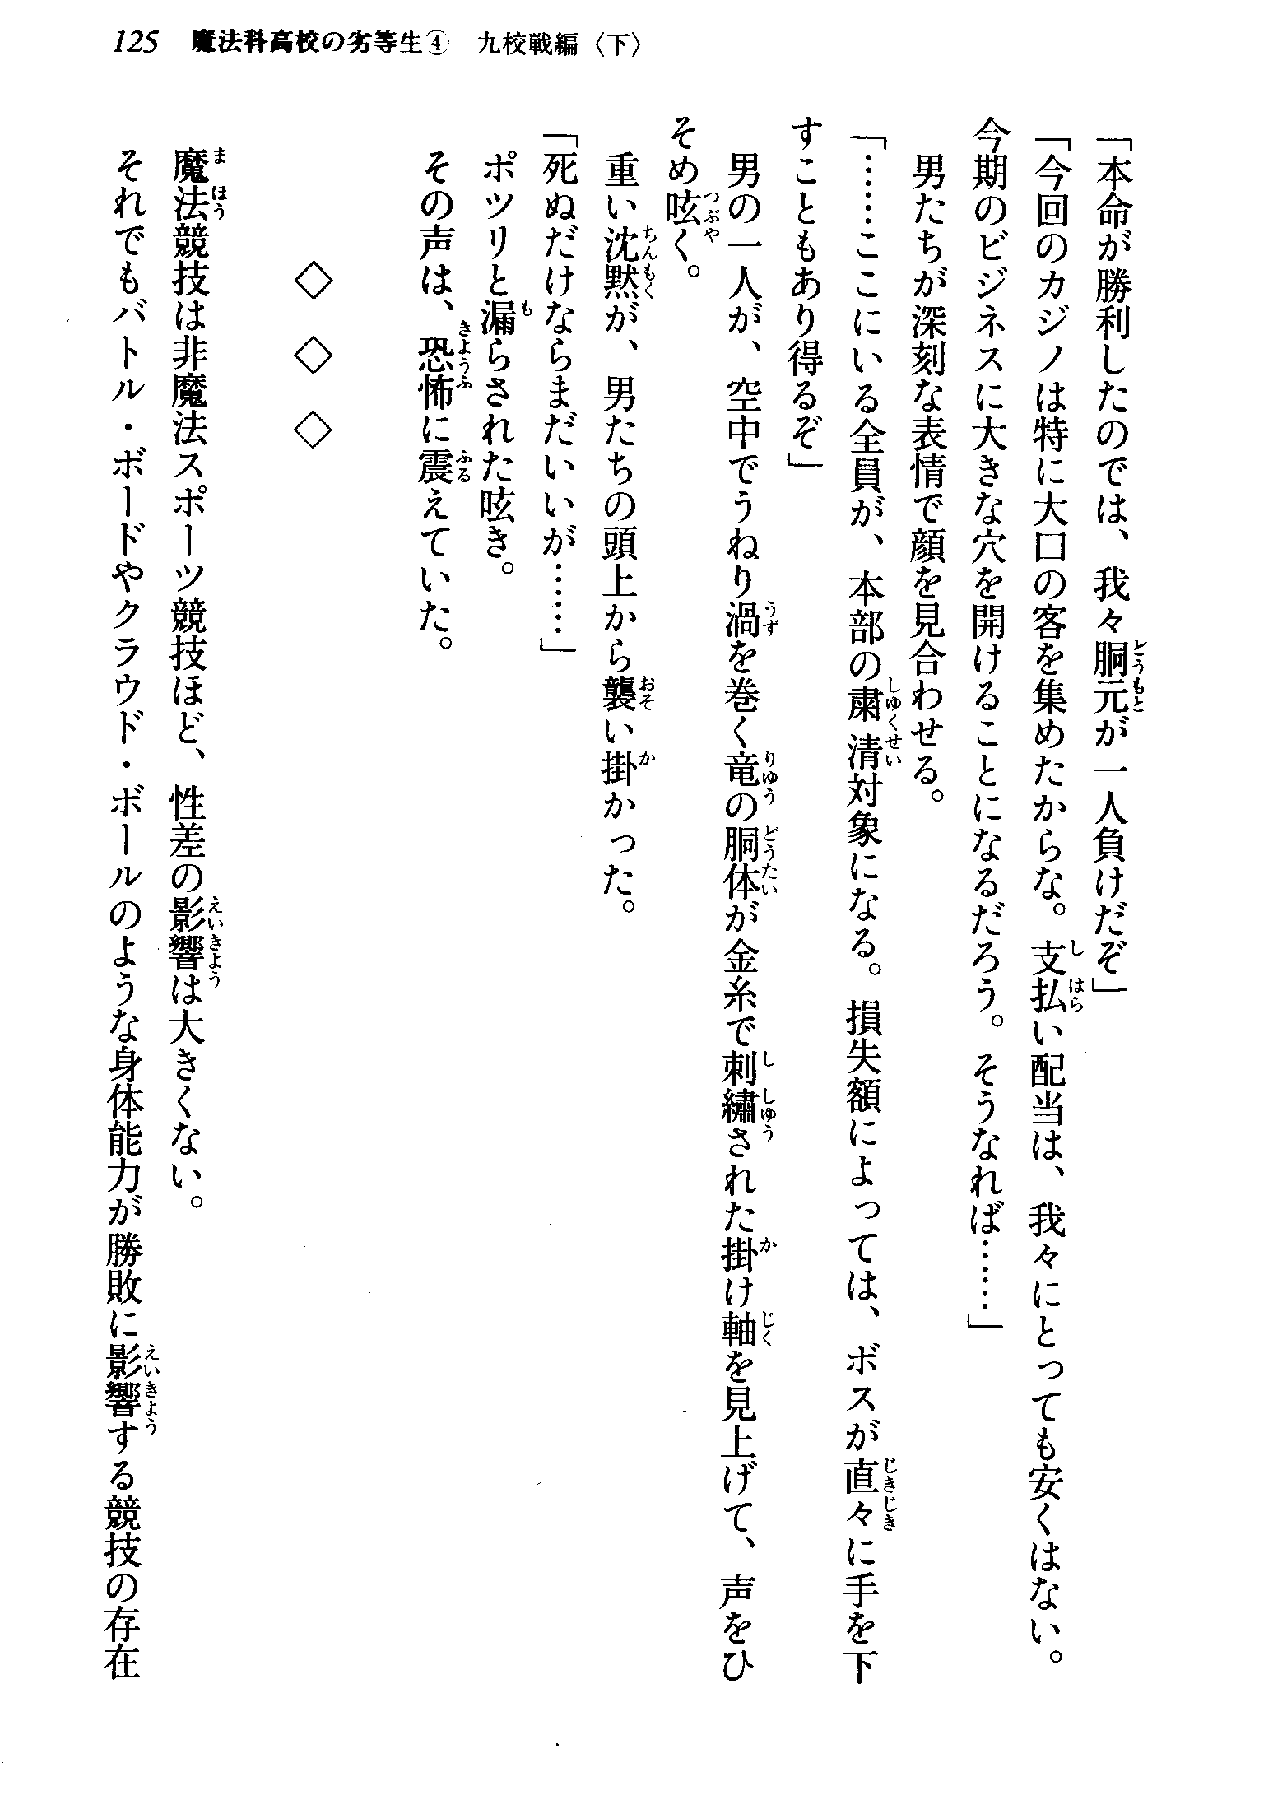 125 魔法科高校の劣等生④ 九校戦編〈下〉
「本命が勝利したのでは、我々胴元が一人負けだぞ」
「今回のカジノは特に大口の客を集めたからな。支払い配当は、我々にとっても安くはない。
今期のビジネスに大きな穴を開けることになるだろう。そうなれば……」
男たちが深刻な表情で顔を見合わせる。
「……ここにいる全員が、本部の粛清対象になる。損失額によっては、ボスが直々に手を下
すこともあり得るぞ」
男の一人が、空中でうねり渦を巻く竜の胴体が金糸で刺繡された掛け軸を見上げて、声をひ
そめ呟く。
重い沈黙が、男たちの頭上から襲い掛かった。
「死ぬだけならまだいいが……」
ポツリと漏らされた呟き。
その声は、恐怖に震えていた。
◇ ◇ ◇
魔法競技は非魔法スポーツ競技ほど、性差の影響は大きくない。
それでもバトル・ボードやクラウド・ボールのような身体能力が勝敗に影響する競技の存在